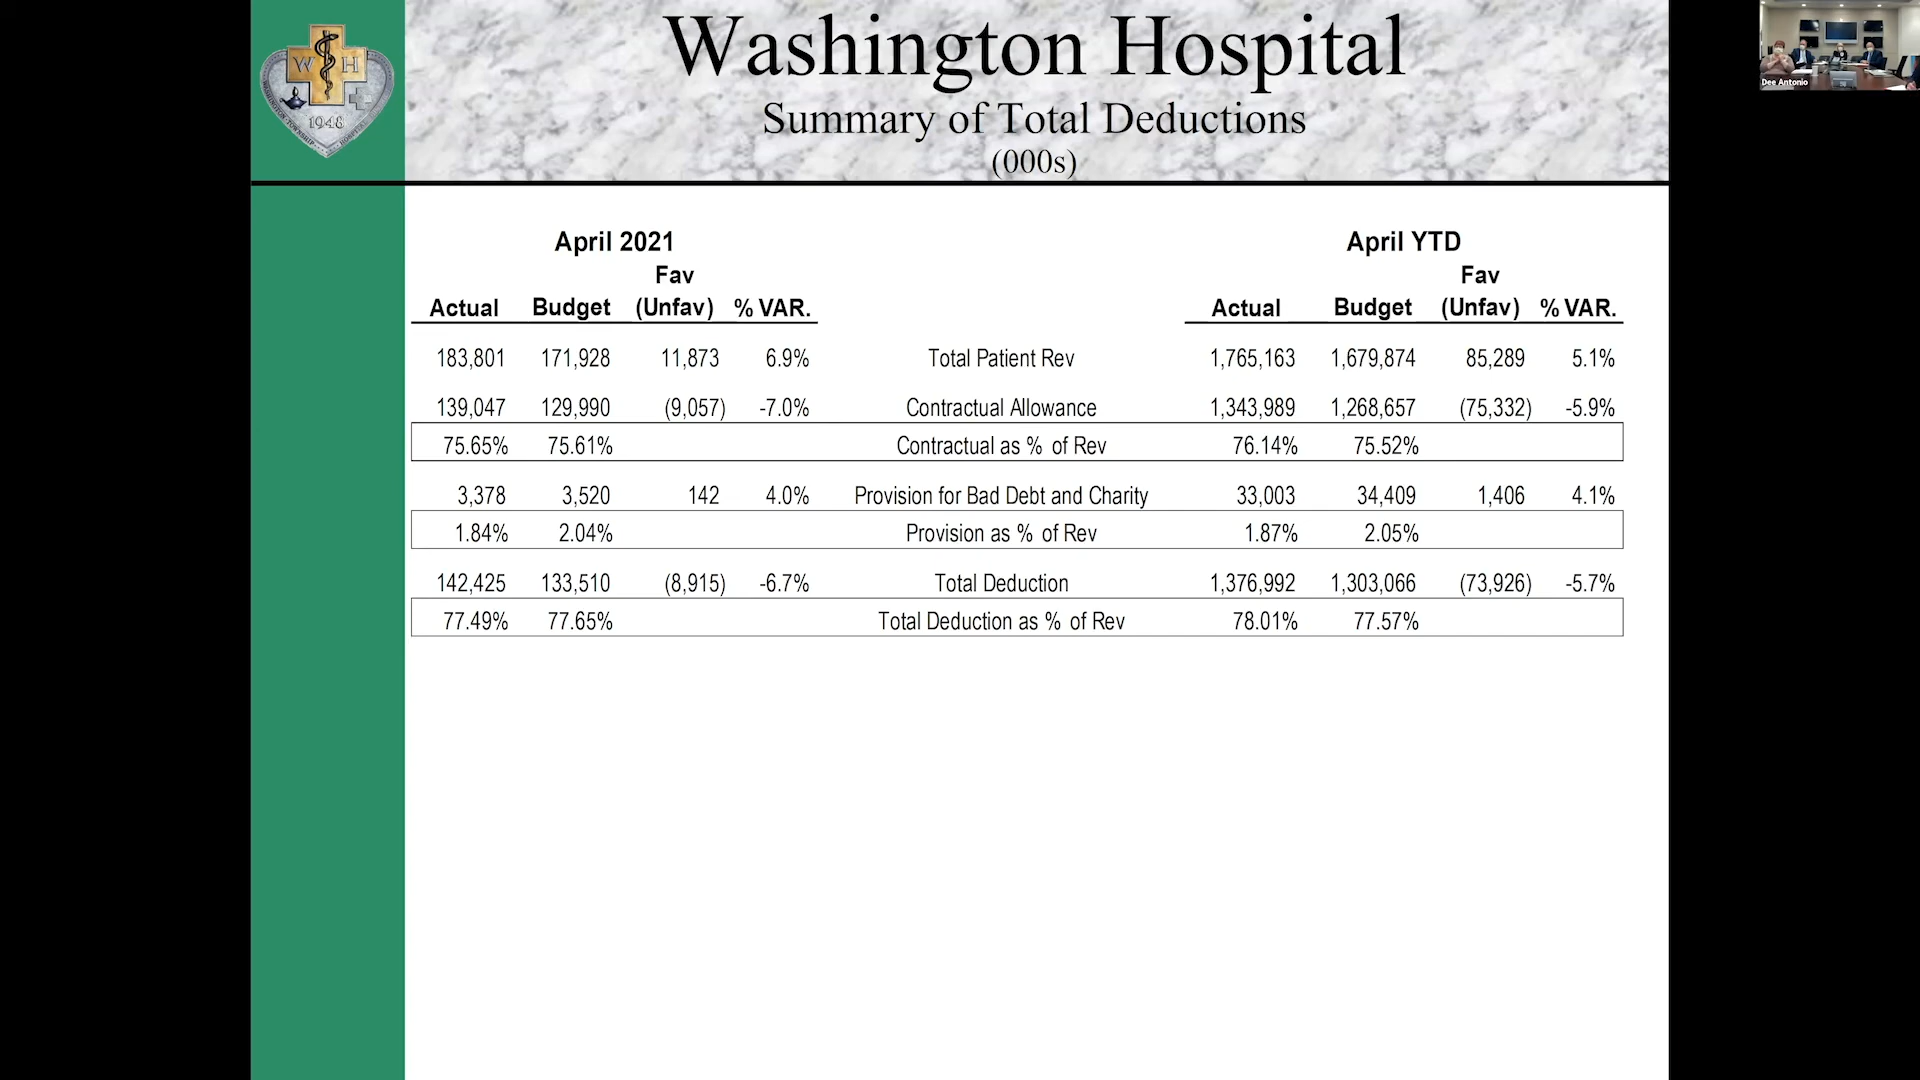 Washington Hospital
Summary of Total Deductions
(000s)
W H
1948
Dee Antonio
April 2021 April YTD
Fav Fav
Actual Budget (Unfav) % VAR. Actual Budget (Unfav) % VAR.
183,801 171,928 11,873 6.9% Total Patient Rev 1,765,163 1,679,874 85,289 5.1%
139,047 129,990 (9,057) -7.0% Contractual Allowance 1,343,989 1,268,657 (75,332) -5.9%
75.65% 75.61% Contractual as % of Rev 76.14% 75.52%
3,378 3,520 142 4.0% Provision for Bad Debt and Charity 33,003 34,409 1,406 4.1%
1.84% 2.04% Provision as % of Rev 1.87% 2.05%
142,425 133,510 (8,915) -6.7% Total Deduction 1,376,992 1,303,066 (73,926) -5.7%
77.49% 77.65% Total Deduction as % of Rev 78.01% 77.57%